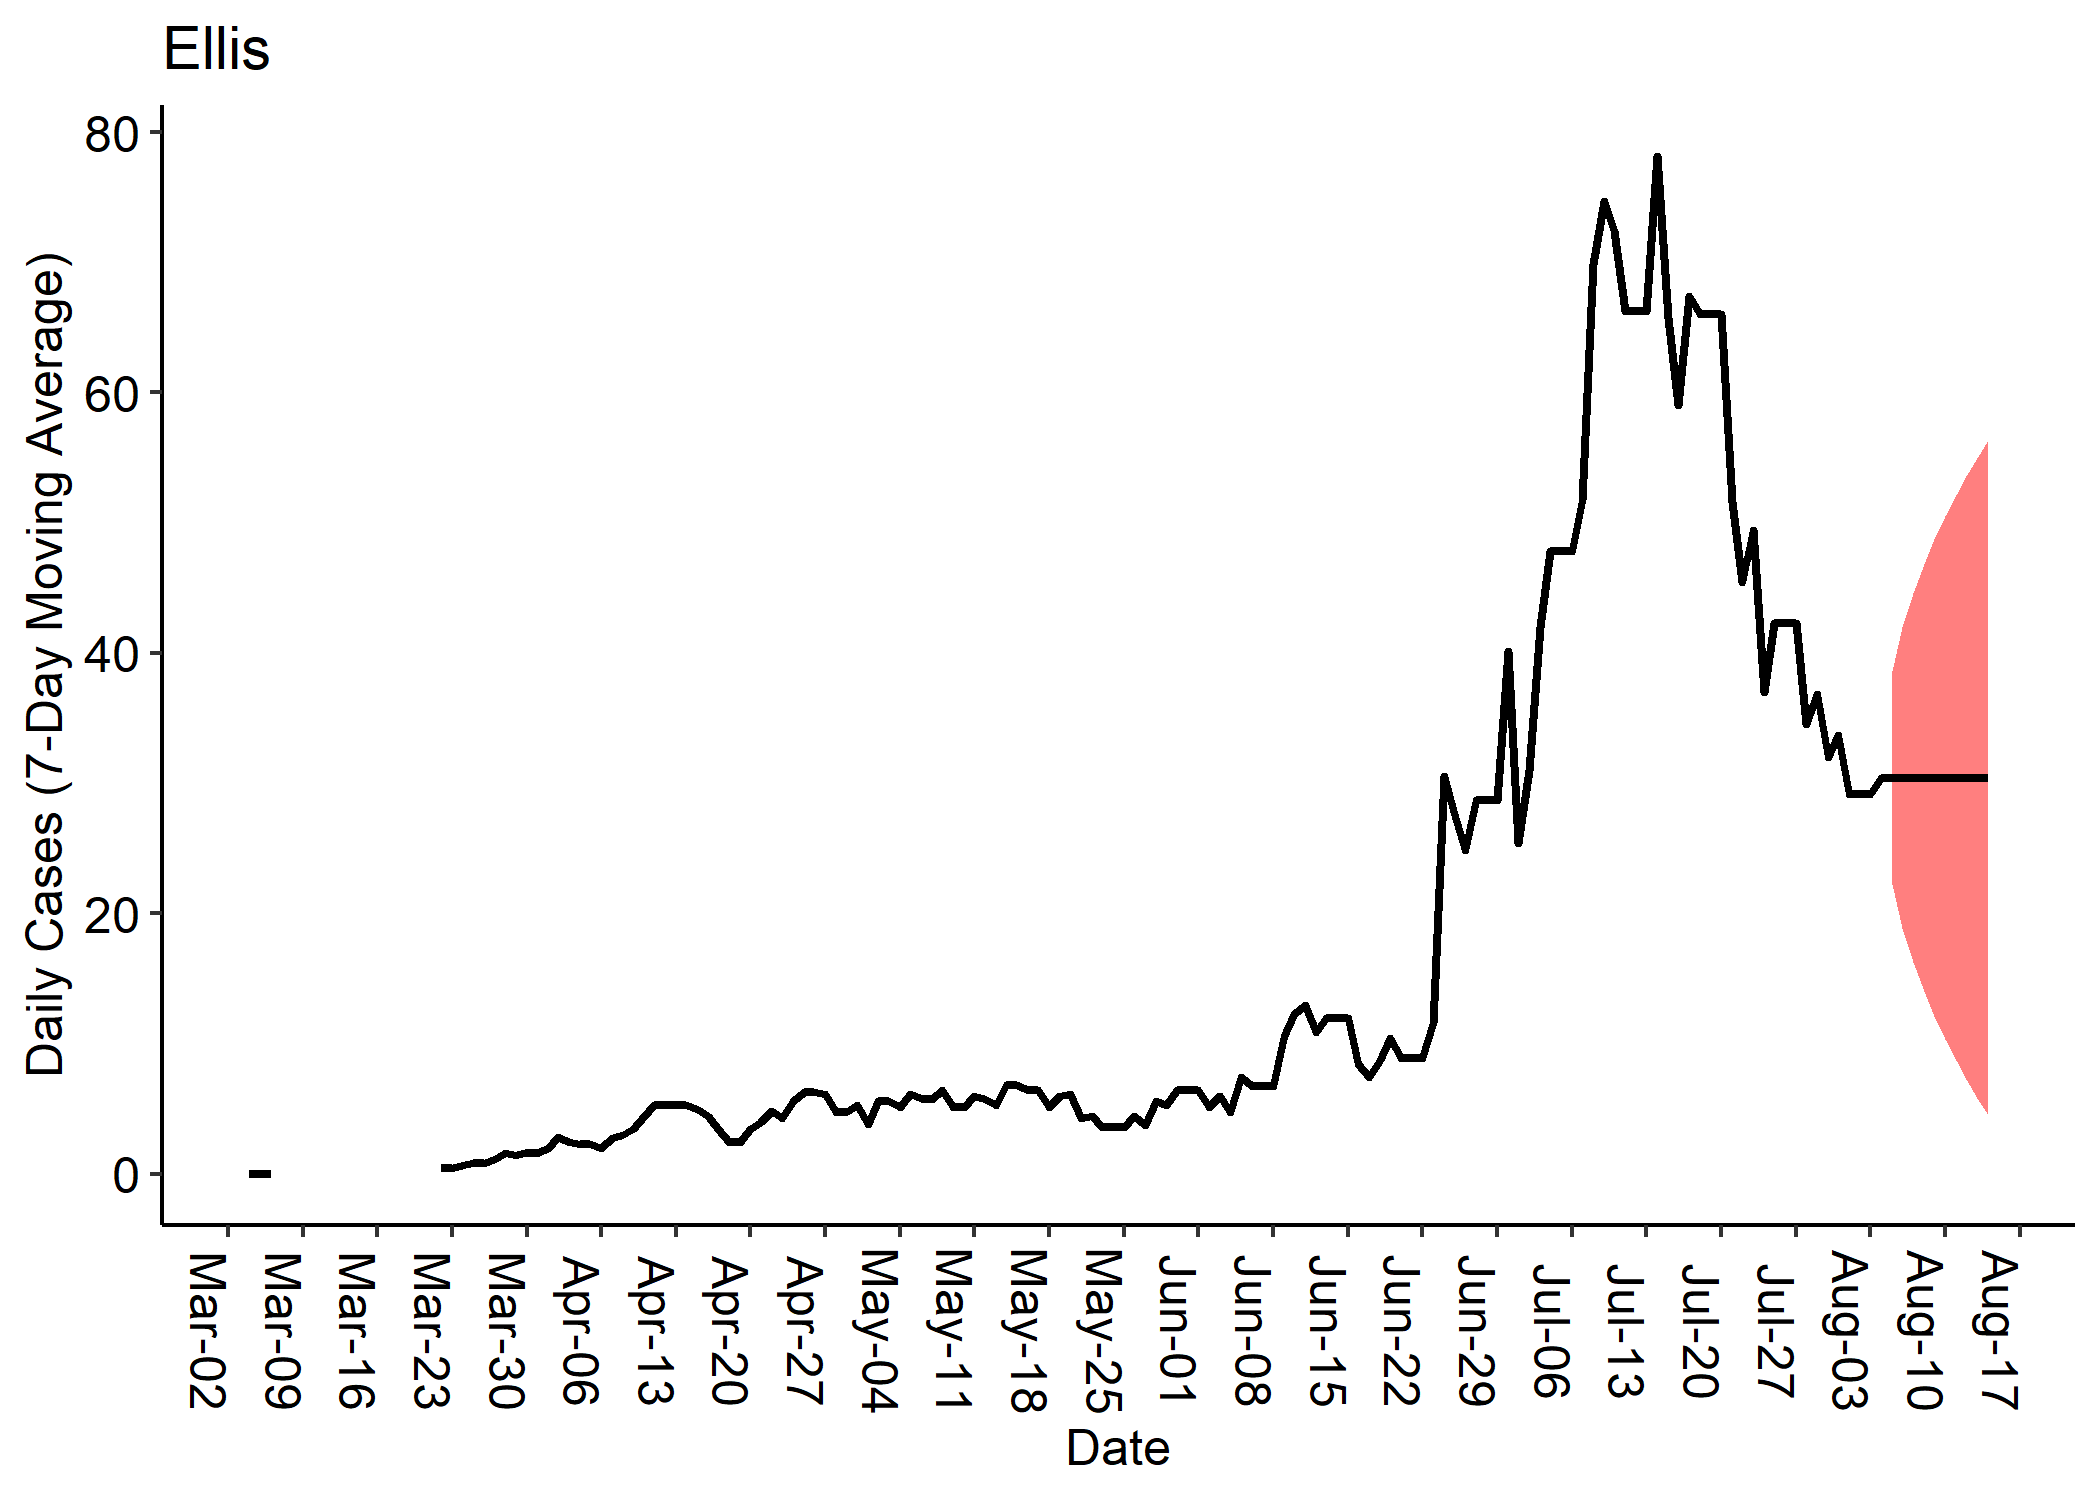 Ellis
Daily Cases (7-Day Moving Average)
80
60
40
20
0
Mar-02
Mar-09
Mar-16
Mar-23
Mar-30
Apr-06
Apr-13
Apr-20
Apr-27
May-04
May-11
May-18
May-25
Jun-01
Jun-08
Jun-15
Jun-22
Jun-29
Jul-06
Jul-13
Jul-20
Jul-27
Aug-03
Aug-10
Aug-17
Date